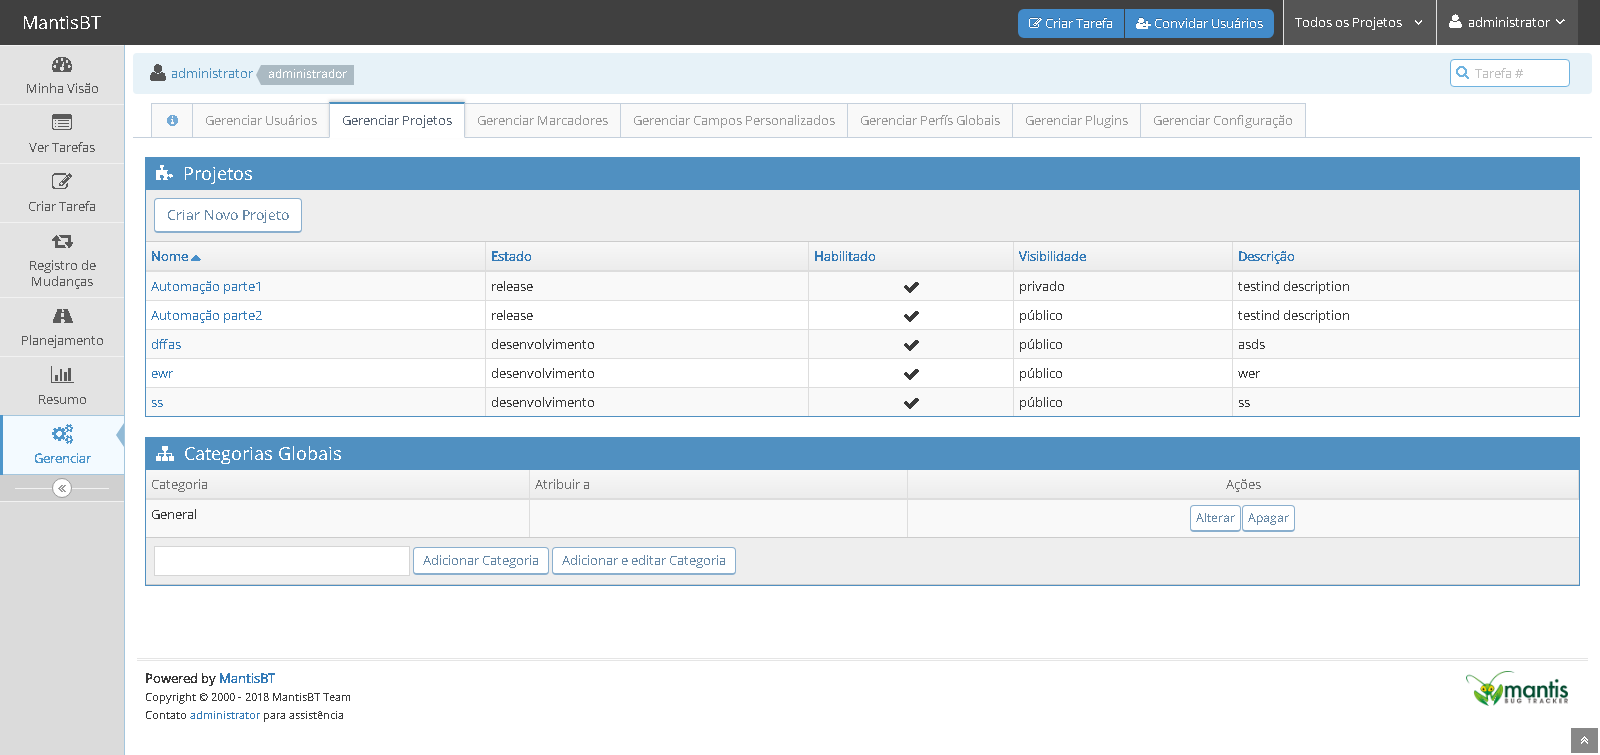 MantisBT
Criar Tarefa
Convidar Usuários
Todos os Projetos
administrator
Minha Visão
Ver Tarefas
Criar Tarefa
Registro de
Mudanças
Planejamento
Resumo
Gerenciar
administrator administrador
Tarefa #
Gerenciar Usuários
Gerenciar Projetos
Gerenciar Marcadores
Gerenciar Campos Personalizados
Gerenciar Perfís Globais
Gerenciar Plugins
Gerenciar Configuração
Projetos
Criar Novo Projeto
Nome Estado Habilitado Visibilidade Descrição
Automação parte1 release privado testind description
Automação parte2 release público testind description
dffas desenvolvimento público asds
ewr desenvolvimento público wer
ss desenvolvimento público ss
Categorias Globais
Categoria Atribuir a Ações
General Alterar Apagar
Adicionar Categoria Adicionar e editar Categoria
Powered by MantisBT
Copyright © 2000 - 2018 MantisBT Team
Contato administrator para assistência
mantis
BUG TRACKER